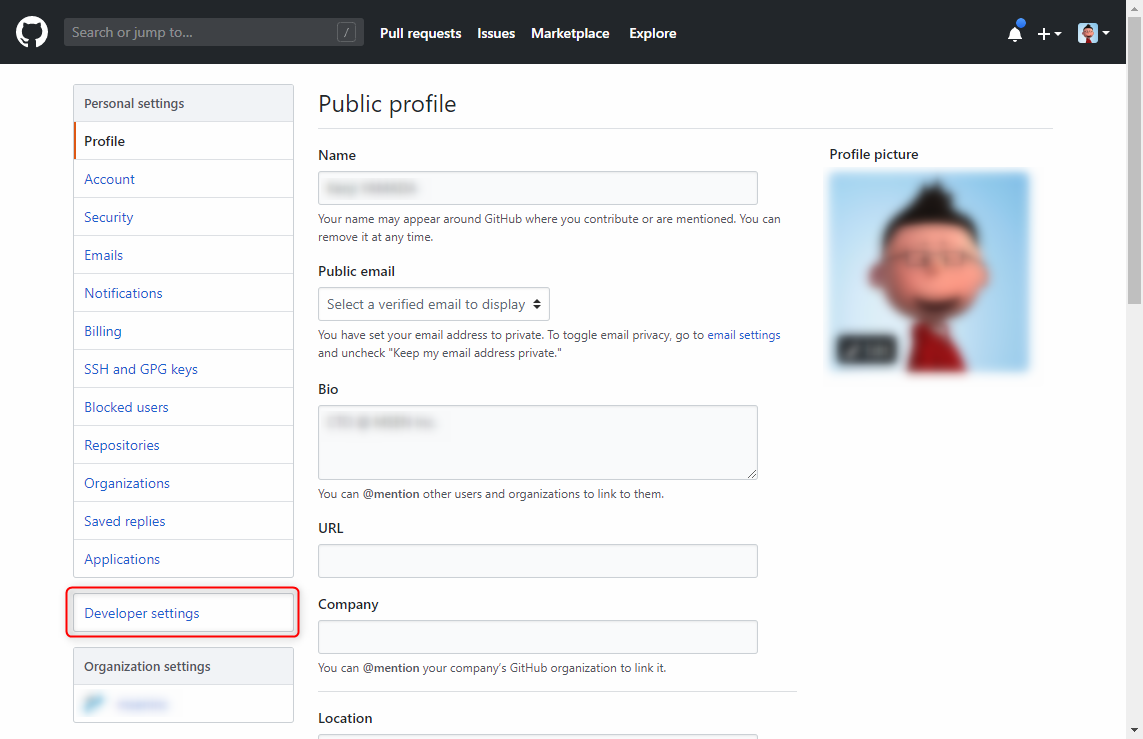 Search or jump to... /
Pull requests
Issues
Marketplace
Explore
Personal settings
Profile
Account
Security
Emails
Notifications
Billing
SSH and GPG keys
Blocked users
Repositories
Organizations
Saved replies
Applications
Developer settings
Organization settings
Public profile
Name
Your name may appear around GitHub where you contribute or are mentioned. You can
remove it at any time.
Public email
Select a verified email to display
You have set your email address to private. To toggle email privacy, go to email settings
and uncheck "Keep my email address private."
Bio
You can @mention other users and organizations to link to them.
URL
Company
You can @mention your company's GitHub organization to link it.
Location
Profile picture